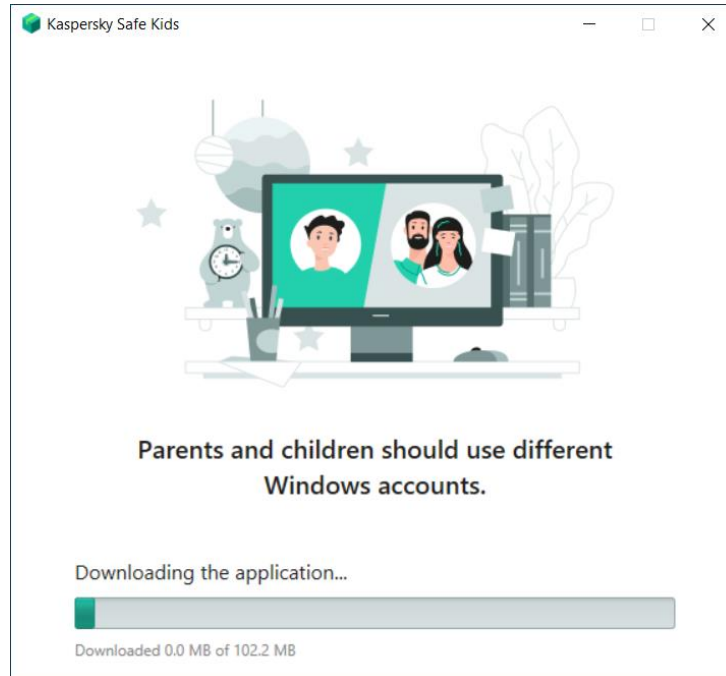 Kaspersky Safe Kids
Parents and children should use different
Windows accounts.
Downloading the application...
Downloaded 0.0 MB of 102.2 MB